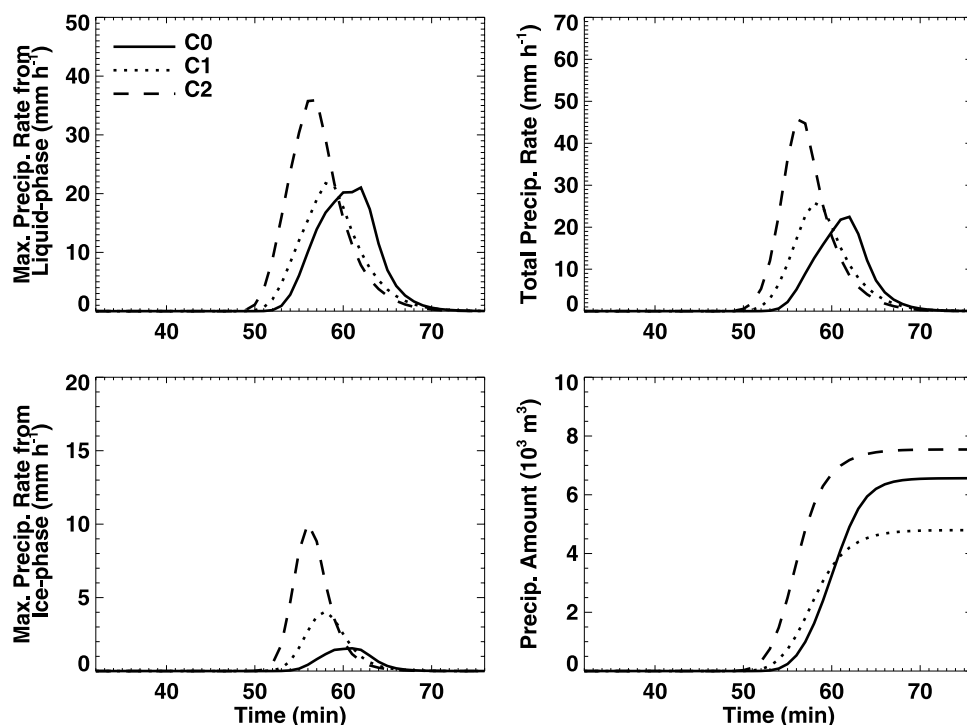 Max. Precip. Rate from
Liquid-phase (mm h-1)
50
40
30
20
10
0
C0
C1
C2
40 50 60 70
Total Precip. Rate (mm h-1)
70
60
50
40
30
20
10
0
40 50 60 70
Max. Precip. Rate from
Ice-phase (mm h-1)
20
15
10
5
0
40 50 60 70
Time (min)
Precip. Amount (10³ m³)
10
8
6
4
2
0
40 50 60 70
Time (min)